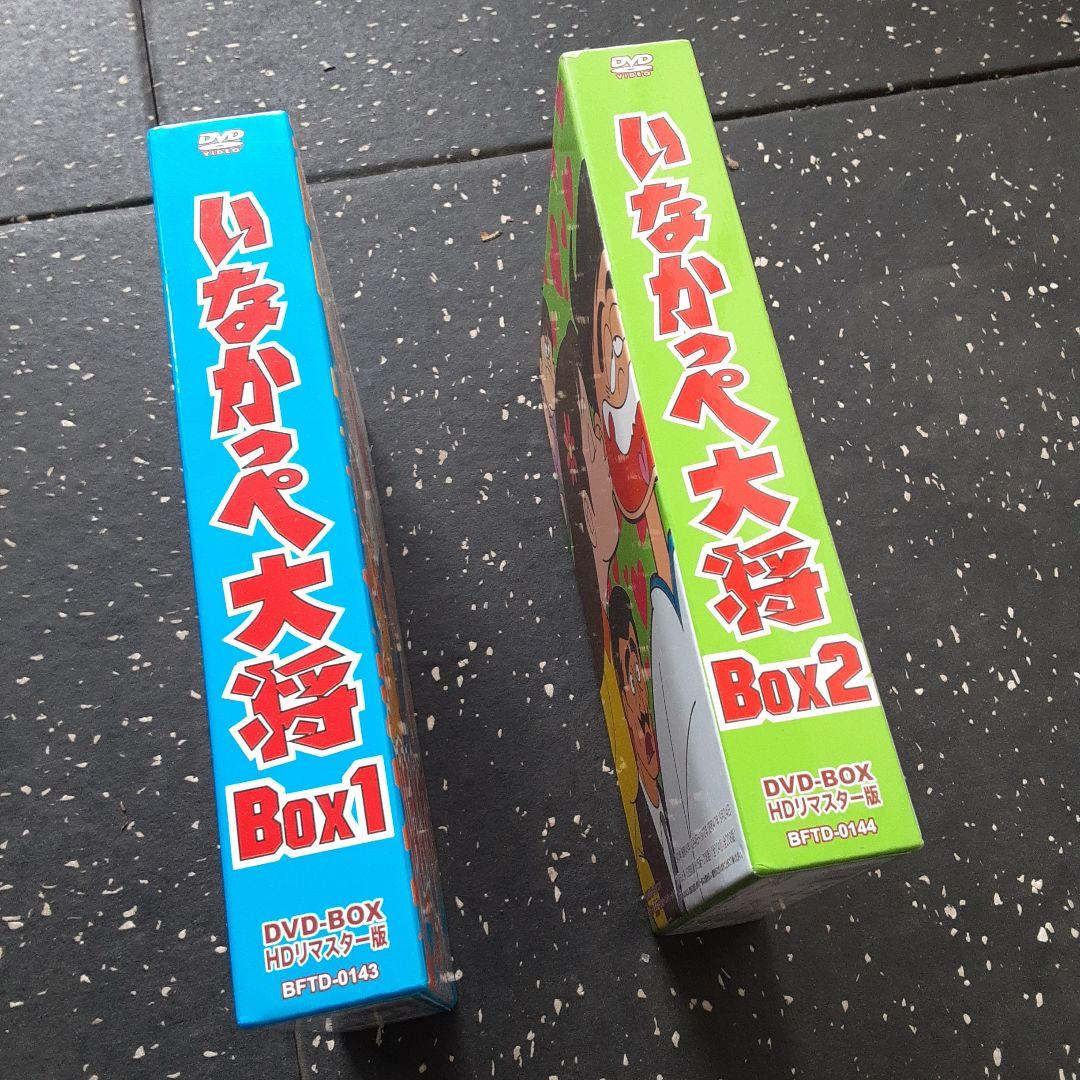 DVD
VIDEO
いなかっぺ大将
Box1
DVD-BOX
HDリマスター版
BFTD-0143
DVD
VIDEO
いなかっぺ大将
Box2
DVD-BOX
HDリマスター版
BFTD-0144